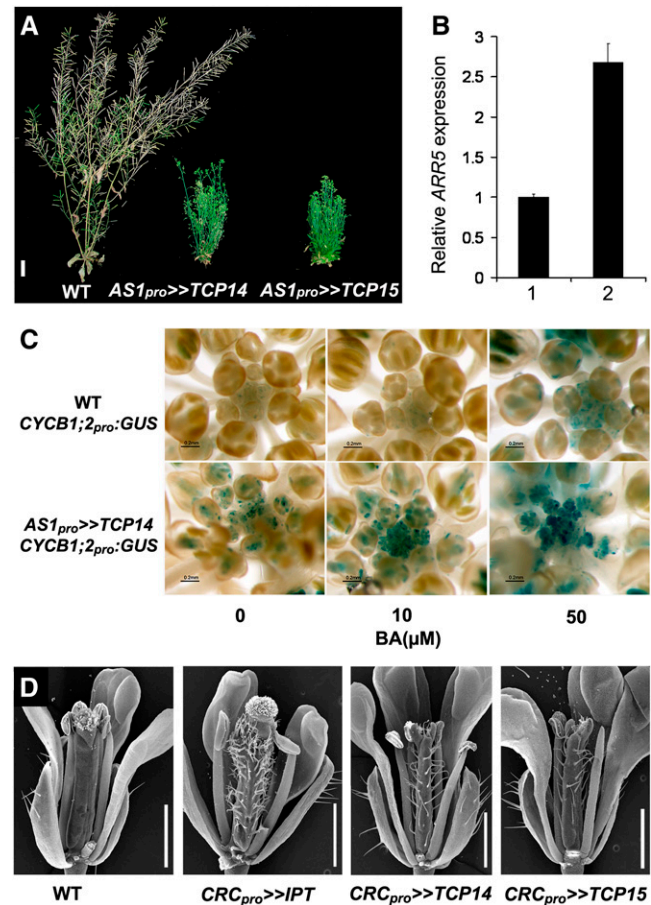 A
WT AS1pro>>TCP14 AS1pro>>TCP15
B
Relative ARR5 expression
3
2.5
2
1.5
1
0.5
0
1 2
C
WT
CYCB1;2pro:GUS
AS1pro>>TCP14
CYCB1;2pro:GUS
0.2mm 0.2mm 0.2mm
0.2mm 0.2mm 0.2mm
0 10 50
BA(µM)
D
WT CRCpro>>IPT CRCpro>>TCP14 CRCpro>>TCP15